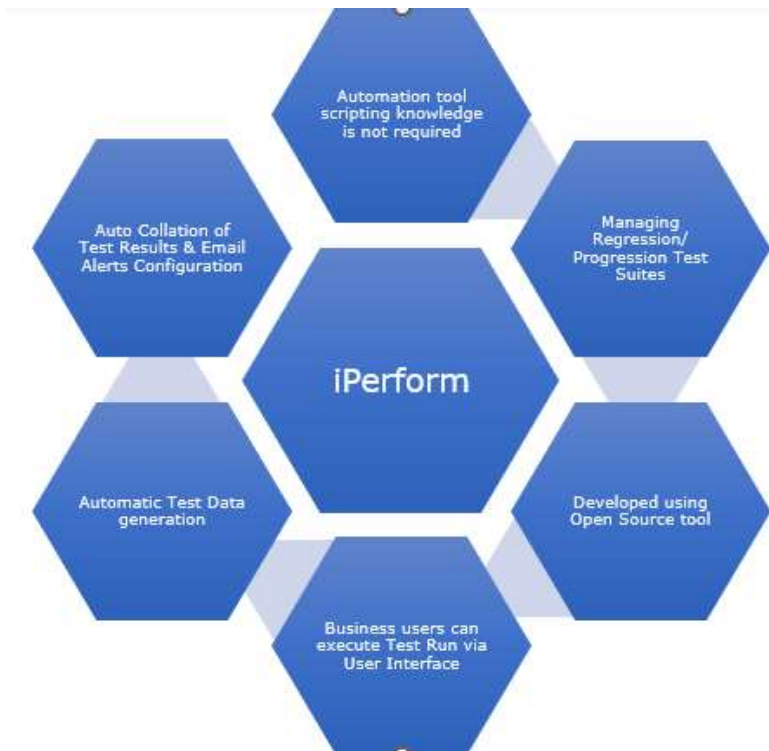 Automation tool
scripting knowledge
is not required
Managing
Regression/
Progression Test
Suites
Developed using
Open Source tool
Business users can
execute Test Run via
User Interface
Automatic Test Data
generation
Auto Collation of
Test Results & Email
Alerts Configuration
iPerform